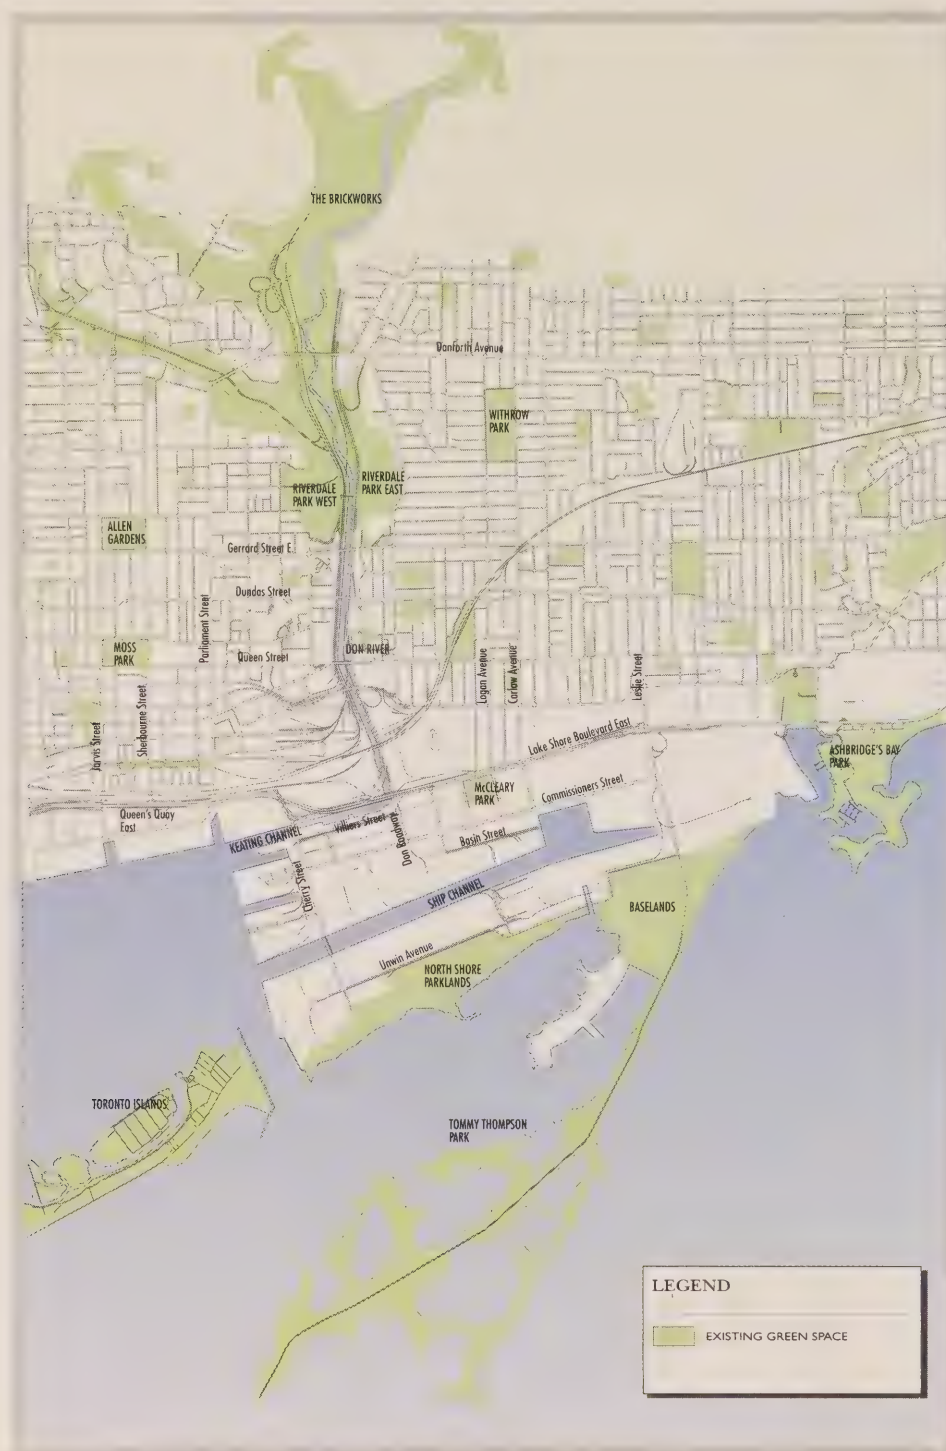 THE BRICKWORKS
Danforth Avenue
WITHROW
PARK
RIVERDALE
PARK EAST
RIVERDALE
PARK WEST
ALLEN
GARDENS
Gerrard Street E.
Dundas Street
Parliament Street
MOSS
PARK
Queen Street
DON RIVER
Logan Avenue
Carlaw Avenue
Leslie Street
Sherbourne Street
Jarvis Street
Lake Shore Boulevard East
ASHBRIDGE'S BAY
PARK
McCLEARY
PARK
Commissioners Street
Queen's Quay
East
KEATING CHANNEL
Villiers Street
Don Roadway
Basin Street
Cherry Street
SHIP CHANNEL
BASELANDS
Unwin Avenue
NORTH SHORE
PARKLANDS
TORONTO ISLANDS
TOMMY THOMPSON
PARK
LEGEND
EXISTING GREEN SPACE